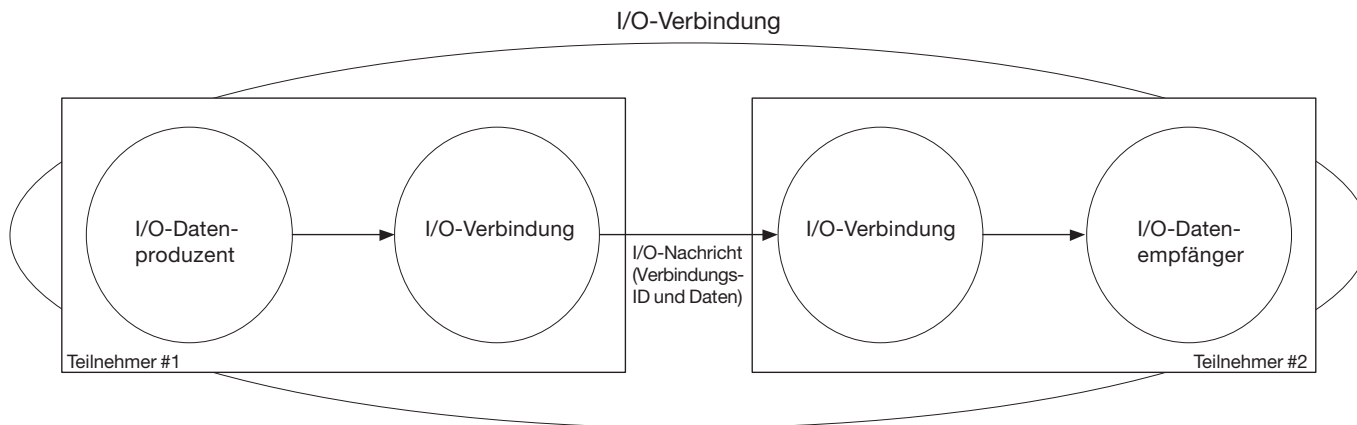 I/O-Verbindung
I/O-Daten-
produzent
I/O-Verbindung
I/O-Nachricht
(Verbindungs-
ID und Daten)
I/O-Verbindung
I/O-Daten-
empfänger
Teilnehmer #1
Teilnehmer #2